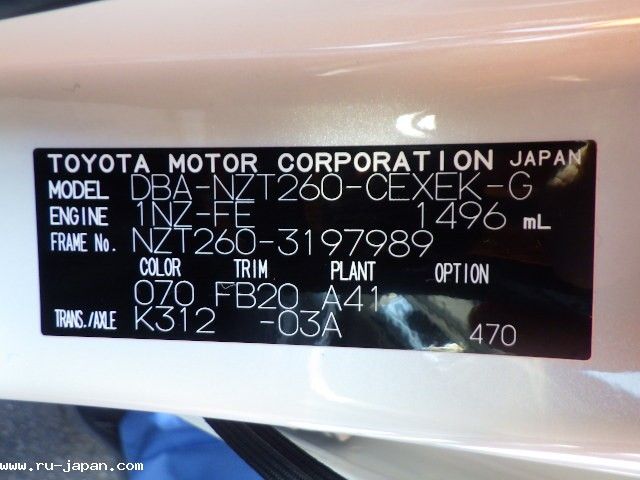 TOYOTA MOTOR CORPORATION JAPAN
MODEL DBA-NZT260-CEXEK-G
ENGINE 1NZ-FE 1496 mL
FRAME No. NZT260-3197989
COLOR TRIM PLANT OPTION
070 FB20 A41
TRANS./AXLE K312 -03A 470
www.ru-japan.com